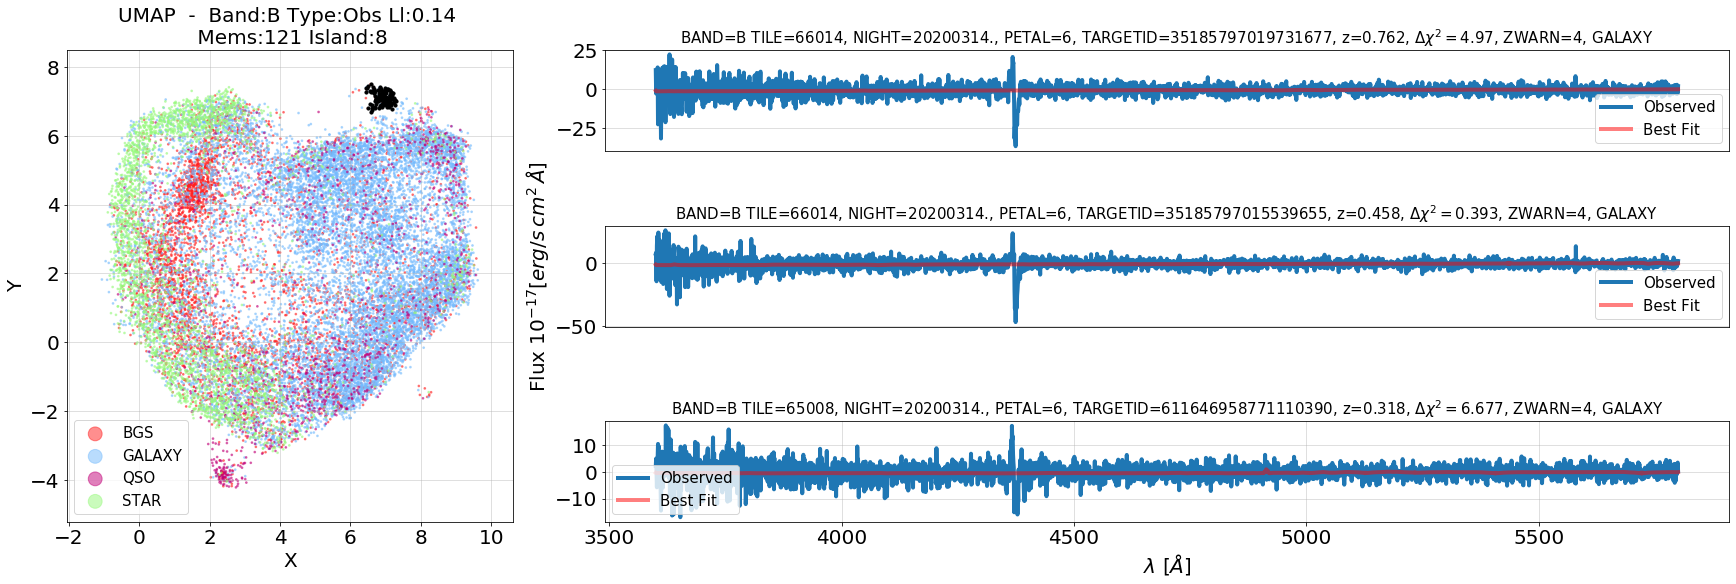 UMAP - Band:B Type:Obs Ll:0.14
Mems:121 Island:8
8
6
4
2
0
−2
−4
Y
BGS
GALAXY
QSO
STAR
−2
0
2
4
6
8
10
X
Flux 10⁻¹⁷[erg/s cm² Å]
BAND=B TILE=66014, NIGHT=20200314., PETAL=6, TARGETID=35185797019731677, z=0.762, Δχ² = 4.97, ZWARN=4, GALAXY
25
0
−25
Observed
Best Fit
BAND=B TILE=66014, NIGHT=20200314., PETAL=6, TARGETID=35185797015539655, z=0.458, Δχ² = 0.393, ZWARN=4, GALAXY
0
−50
Observed
Best Fit
BAND=B TILE=65008, NIGHT=20200314., PETAL=6, TARGETID=611646958771110390, z=0.318, Δχ² = 6.677, ZWARN=4, GALAXY
10
0
−10
Observed
Best Fit
3500
4000
4500
5000
5500
λ [Å]